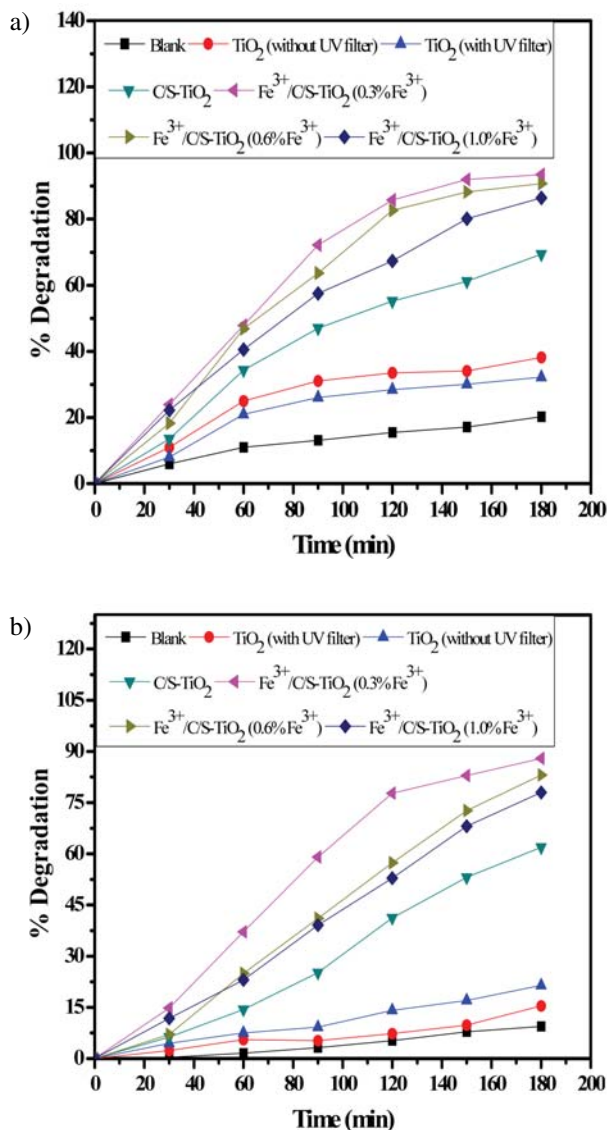 a)
Blank TiO2 (without UV filter) TiO2 (with UV filter)
C/S-TiO2 Fe3+/C/S-TiO2 (0.3% Fe3+)
Fe3+/C/S-TiO2 (0.6% Fe3+) Fe3+/C/S-TiO2 (1.0% Fe3+)
140
120
100
80
60
40
20
0
% Degradation
0 20 40 60 80 100 120 140 160 180 200
Time (min)
b)
Blank TiO2 (with UV filter) TiO2 (without UV filter)
C/S-TiO2 Fe3+/C/S-TiO2 (0.3% Fe3+)
Fe3+/C/S-TiO2 (0.6% Fe3+) Fe3+/C/S-TiO2 (1.0% Fe3+)
120
105
90
75
60
45
30
15
0
% Degradation
0 20 40 60 80 100 120 140 160 180 200
Time (min)